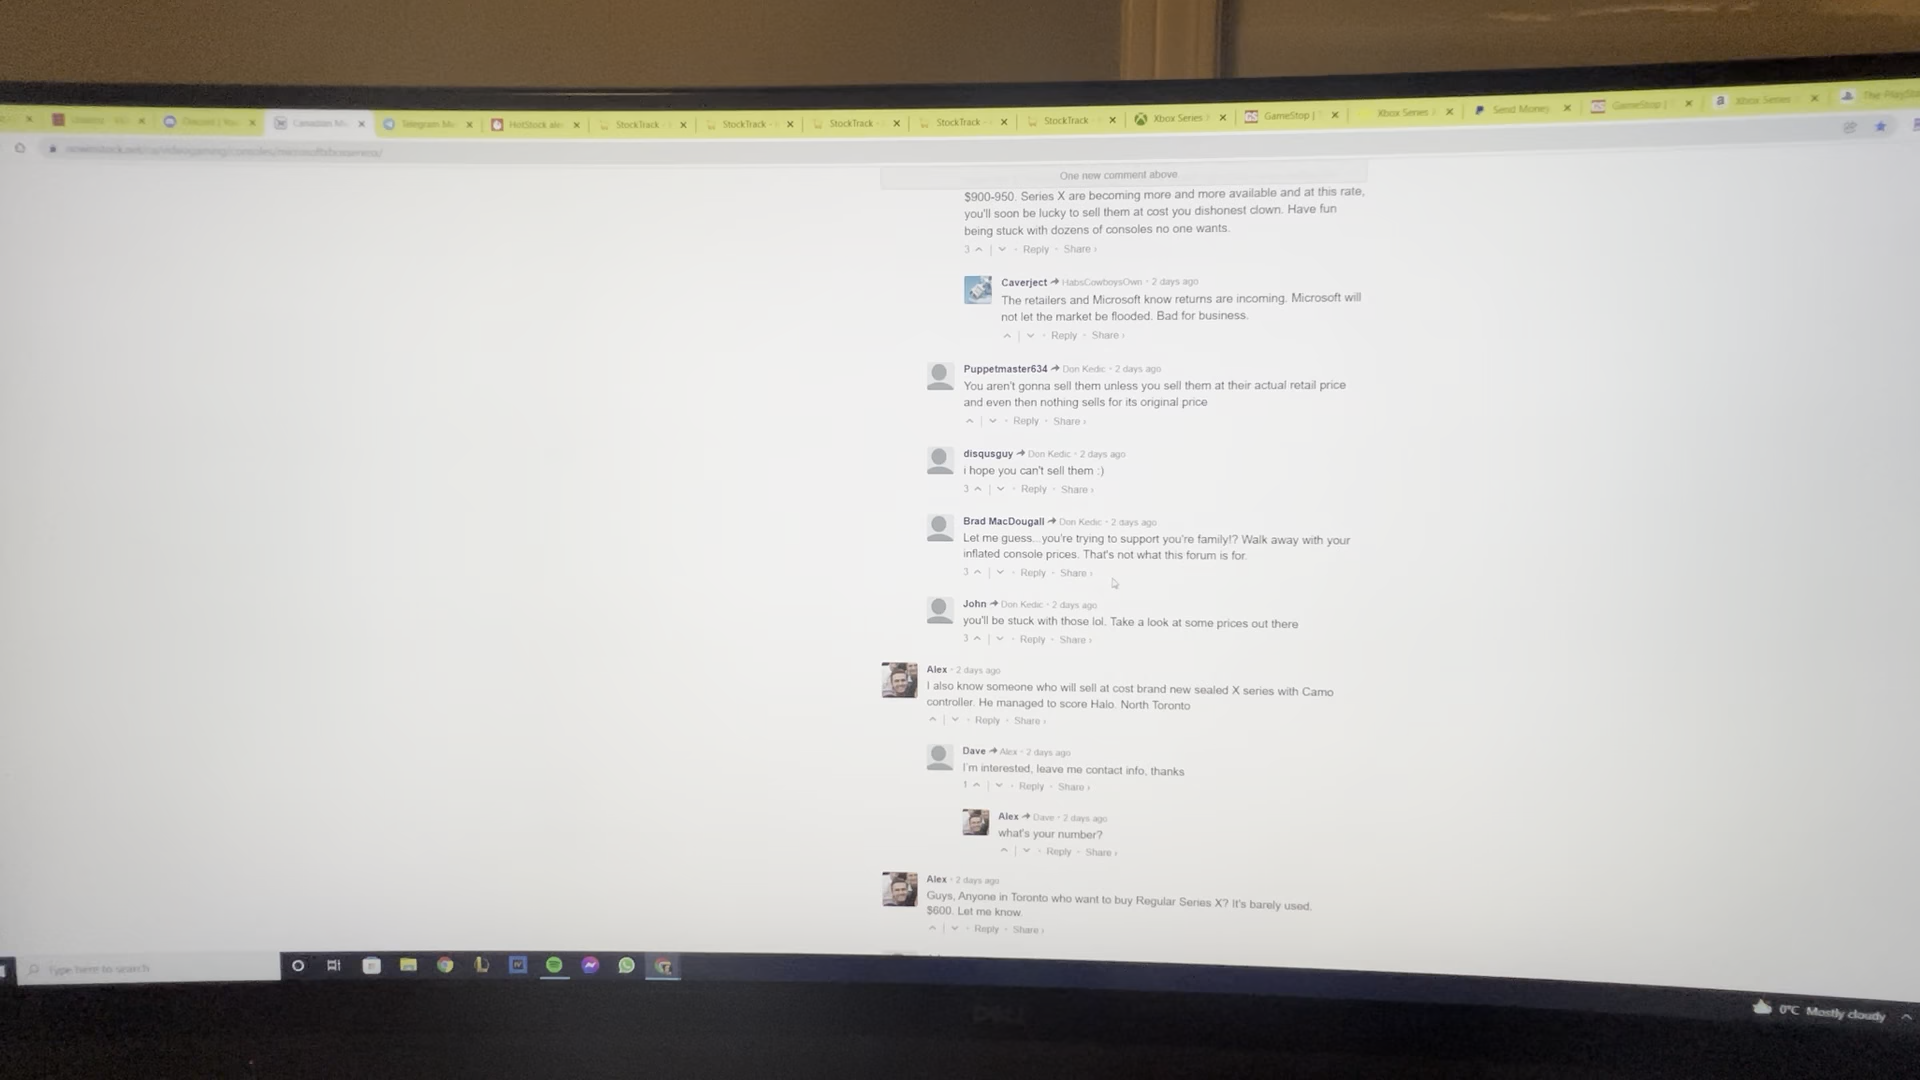 HotStock ale
StockTrack
StockTrack
StockTrack
StockTrack
StockTrack
Xbox Series
GameStop |
Xbox Series
Send Money
GameStop |
Xbox Series
One new comment above
$900-950. Series X are becoming more and more available and at this rate,
you'll soon be lucky to sell them at cost you dishonest clown. Have fun
being stuck with dozens of consoles no one wants.
3 Reply Share ›
Caverject HabsCowboysOwn • 2 days ago
The retailers and Microsoft know returns are incoming. Microsoft will
not let the market be flooded. Bad for business.
Reply Share ›
Puppetmaster634 Don Kedic • 2 days ago
You aren't gonna sell them unless you sell them at their actual retail price
and even then nothing sells for its original price
Reply Share ›
disqusguy Don Kedic • 2 days ago
i hope you can't sell them :)
3 Reply Share ›
Brad MacDougall Don Kedic • 2 days ago
Let me guess...you're trying to support you're family!? Walk away with your
inflated console prices. That's not what this forum is for.
3 Reply Share ›
John Don Kedic • 2 days ago
you'll be stuck with those lol. Take a look at some prices out there
3 Reply Share ›
Alex • 2 days ago
I also know someone who will sell at cost brand new sealed X series with Camo
controller. He managed to score Halo. North Toronto
Reply Share ›
Dave Alex • 2 days ago
I'm interested, leave me contact info, thanks
1 Reply Share ›
Alex Dave • 2 days ago
what's your number?
Reply Share ›
Alex • 2 days ago
Guys, Anyone in Toronto who want to buy Regular Series X? It's barely used.
$600. Let me know.
Reply Share ›
Type here to search
0°C Mostly cloudy
DELL